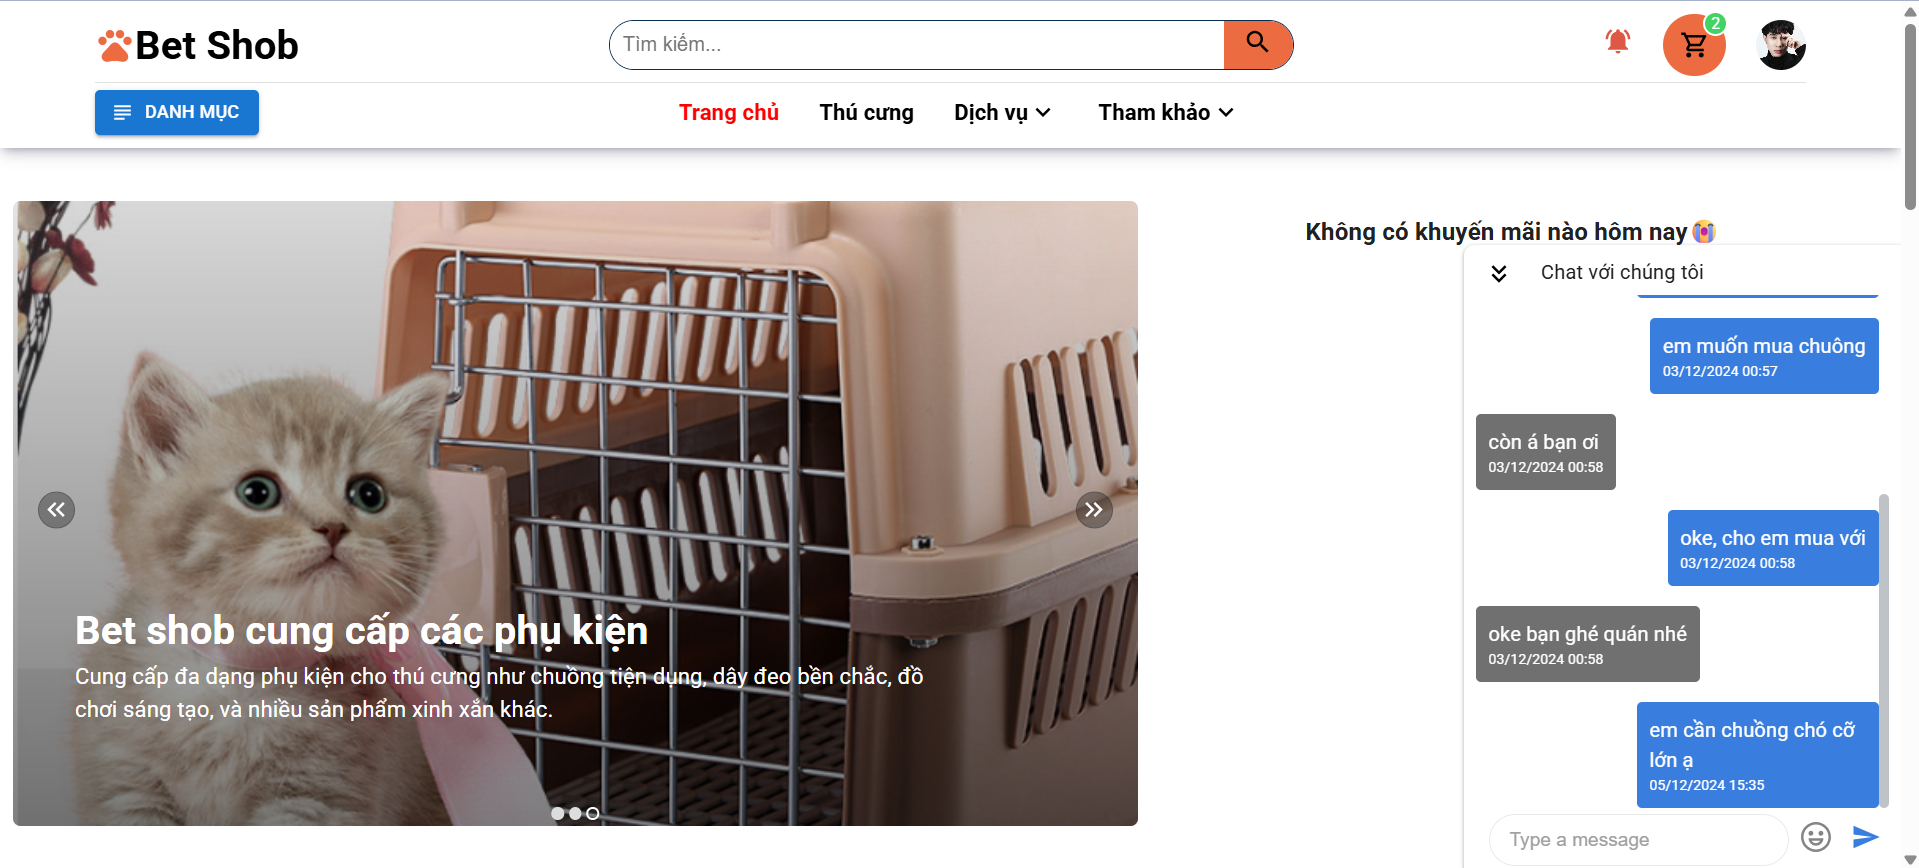 Bet Shob
Tìm kiếm...
2
DANH MỤC
Trang chủ
Thú cưng
Dịch vụ
Tham khảo
Bet shob cung cấp các phụ kiện
Cung cấp đa dạng phụ kiện cho thú cưng như chuồng tiện dụng, dây đeo bền chắc, đồ
chơi sáng tạo, và nhiều sản phẩm xinh xắn khác.
Không có khuyến mãi nào hôm nay😭
Chat với chúng tôi
em muốn mua chuông
03/12/2024 00:57
còn á bạn ơi
03/12/2024 00:58
oke, cho em mua với
03/12/2024 00:58
oke bạn ghé quán nhé
03/12/2024 00:58
em cần chuồng chó cỡ
lớn ạ
05/12/2024 15:35
Type a message